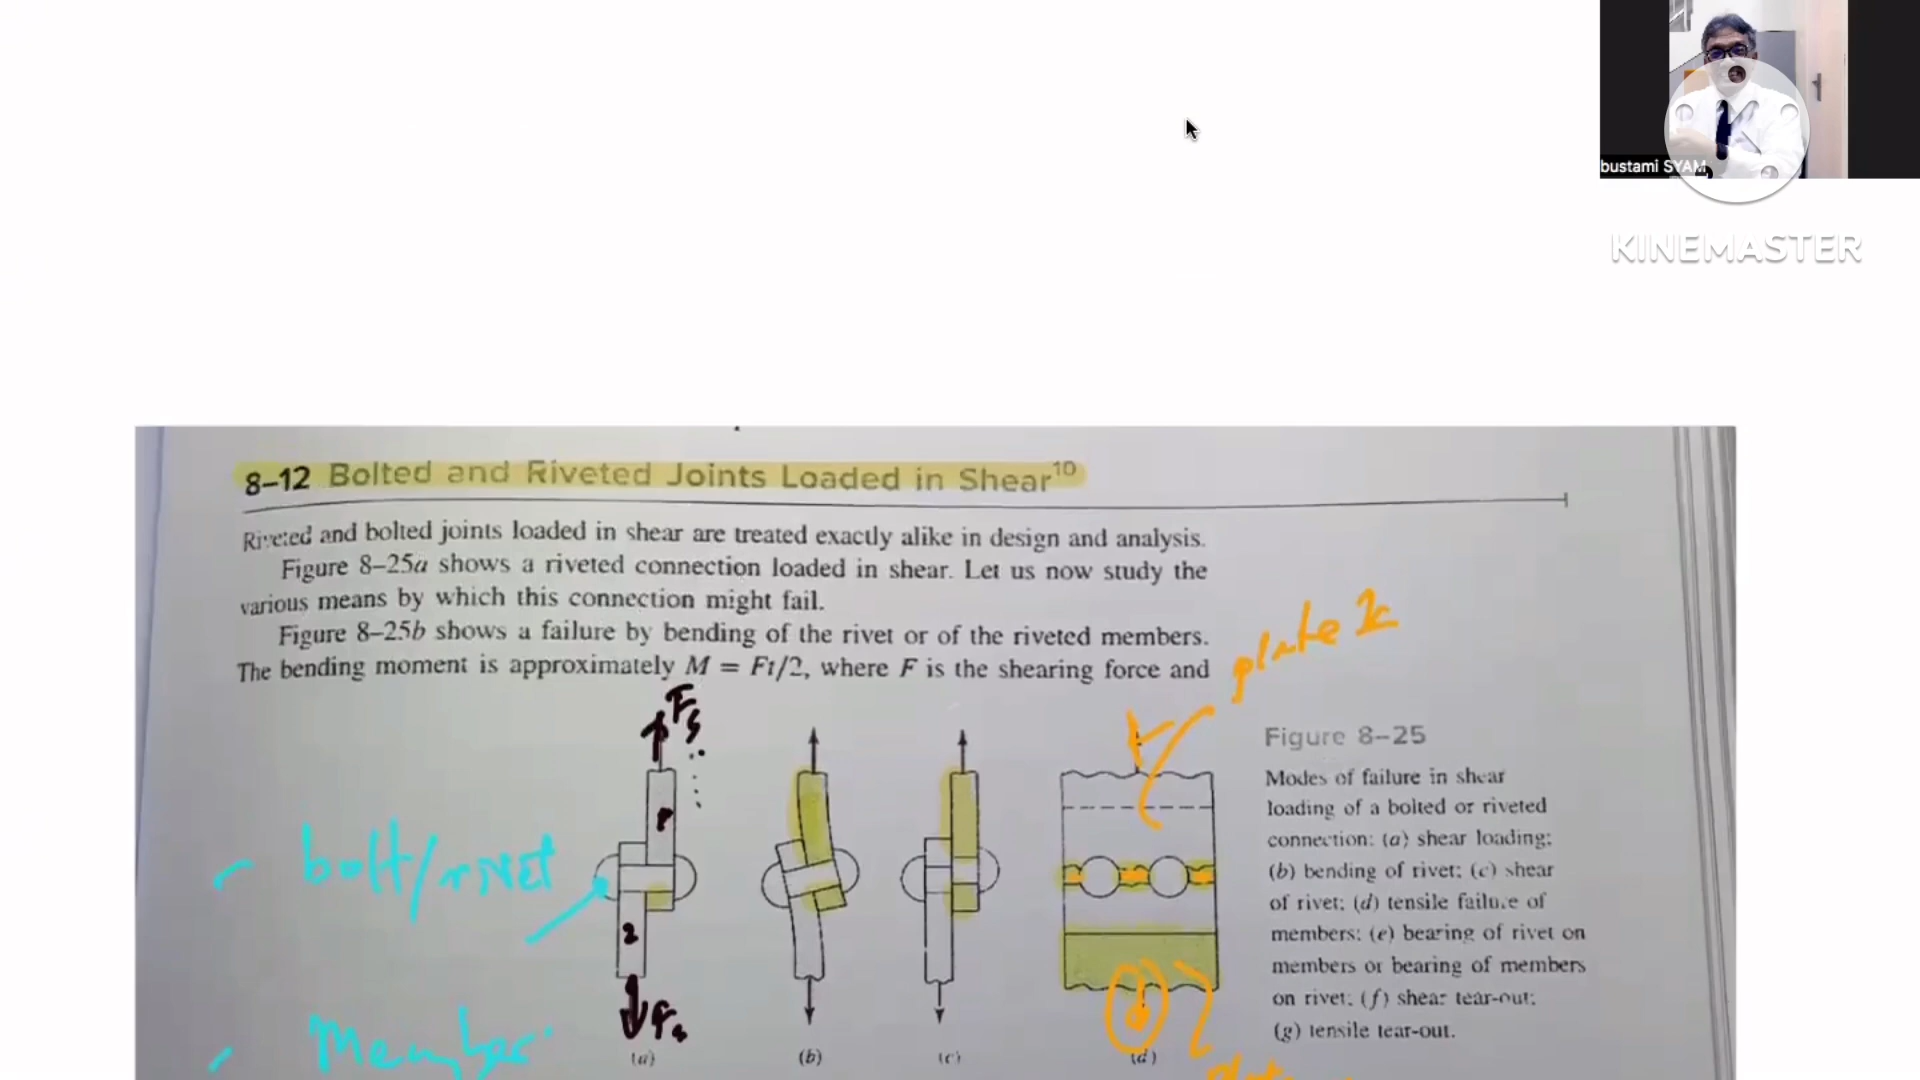 bustami SYAM
KINEMASTER
8–12 Bolted and Riveted Joints Loaded in Shear¹⁰
Riveted and bolted joints loaded in shear are treated exactly alike in design and analysis.
Figure 8–25a shows a riveted connection loaded in shear. Let us now study the
various means by which this connection might fail.
Figure 8–25b shows a failure by bending of the rivet or of the riveted members.
The bending moment is approximately M = Ft/2, where F is the shearing force and
plate
Fs
Figure 8–25
Modes of failure in shear
loading of a bolted or riveted
connection: (a) shear loading;
(b) bending of rivet; (c) shear
of rivet; (d) tensile failure of
members; (e) bearing of rivet on
members or bearing of members
on rivet; (f) shear tear-out;
(g) tensile tear-out.
bolt/rivet
2
Fs
Member
(a) (b) (c) (d)